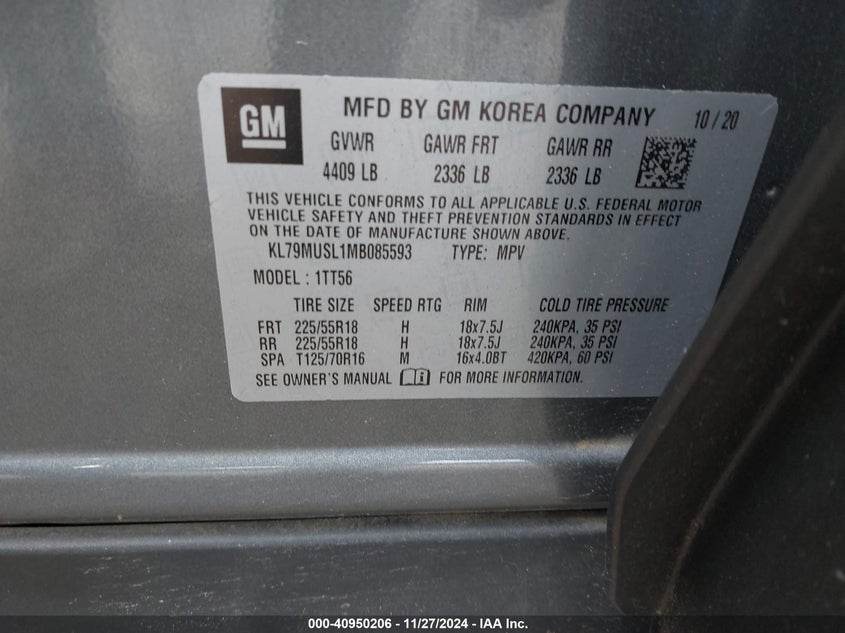 GM
MFD BY GM KOREA COMPANY 10 / 20
GVWR GAWR FRT GAWR RR
4409 LB 2336 LB 2336 LB
THIS VEHICLE CONFORMS TO ALL APPLICABLE U.S. FEDERAL MOTOR
VEHICLE SAFETY AND THEFT PREVENTION STANDARDS IN EFFECT
ON THE DATE OF MANUFACTURE SHOWN ABOVE.
KL79MUSL1MB085593 TYPE: MPV
MODEL : 1TT56
TIRE SIZE SPEED RTG RIM COLD TIRE PRESSURE
FRT 225/55R18 H 18x7.5J 240KPA, 35 PSI
RR 225/55R18 H 18x7.5J 240KPA, 35 PSI
SPA T125/70R16 M 16x4.0BT 420KPA, 60 PSI
SEE OWNER'S MANUAL i FOR MORE INFORMATION.
000-40950206 - 11/27/2024 - IAA Inc.